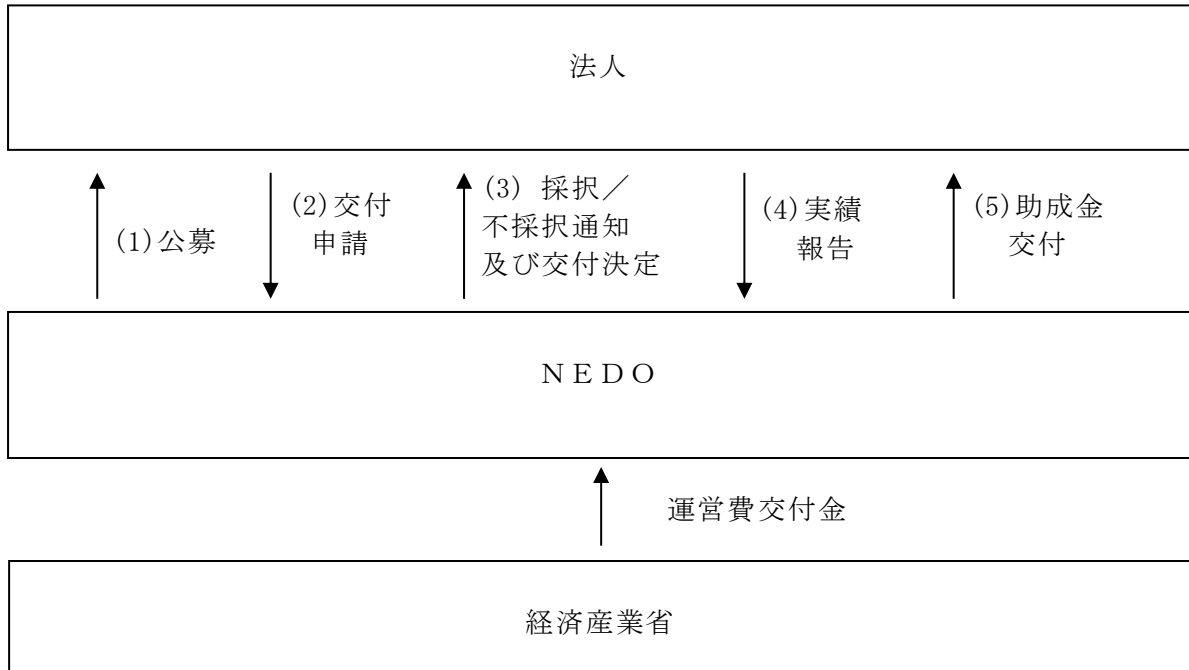 法人
(1)公募
(2)交付
申請
(3) 採択／
不採択通知
及び交付決定
(4)実績
報告
(5)助成金
交付
ＮＥＤＯ
運営費交付金
経済産業省